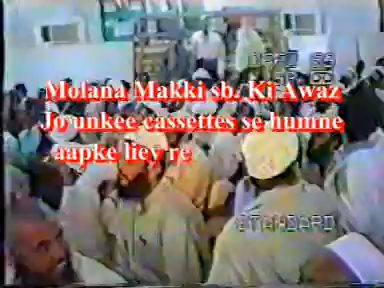 Molana Makki sb. Ki Awaz
Jo unkee cassettes se humne
aapke liey re
STANDARD